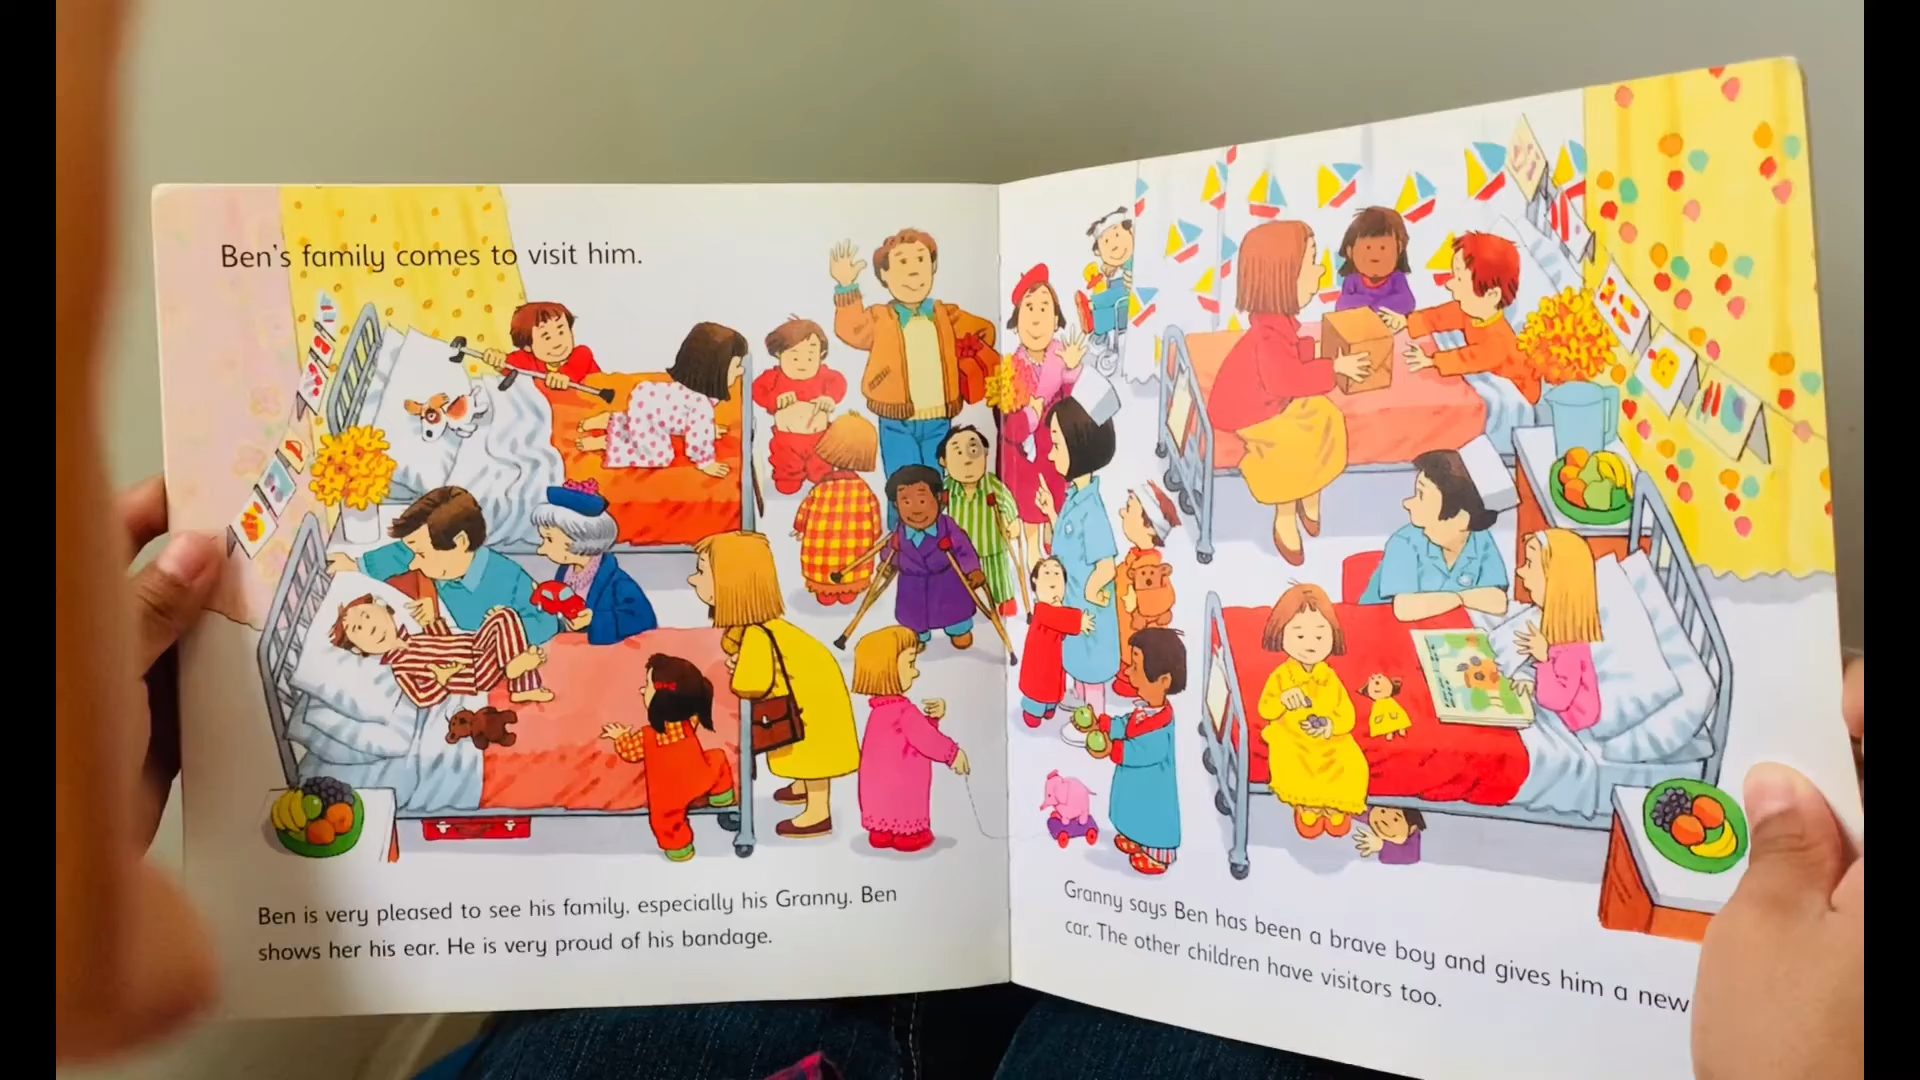 Ben's family comes to visit him.
Ben is very pleased to see his family, especially his Granny. Ben
shows her his ear. He is very proud of his bandage.
Granny says Ben has been a brave boy and gives him a new
car. The other children have visitors too.